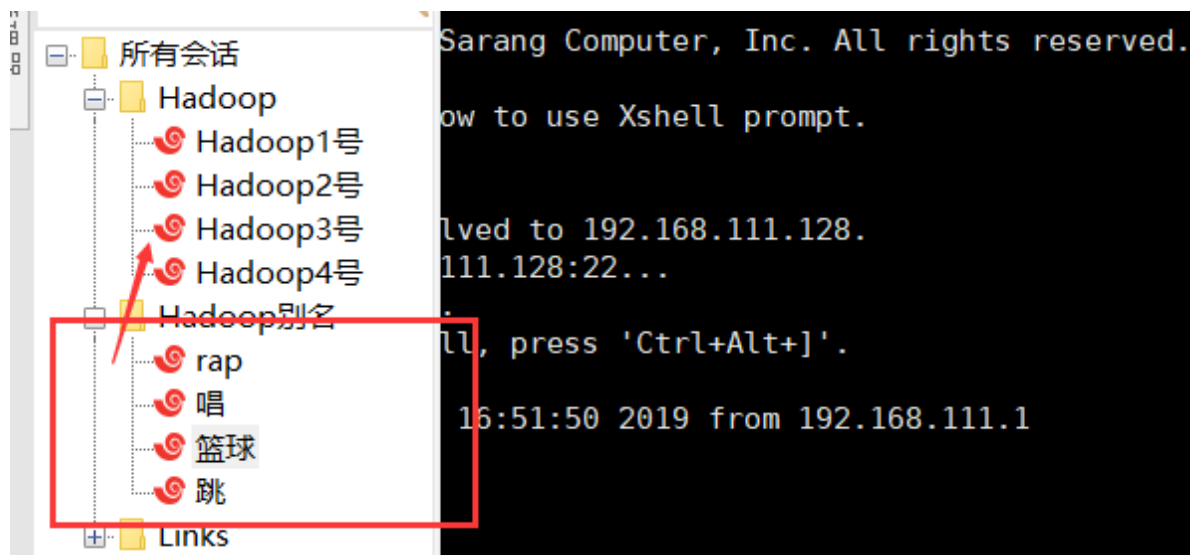 所有会话
Hadoop
Hadoop1号
Hadoop2号
Hadoop3号
Hadoop4号
Hadoop别名
rap
唱
篮球
跳
Links
Sarang Computer, Inc. All rights reserved.
ow to use Xshell prompt.
lved to 192.168.111.128.
111.128:22...
.
ll, press 'Ctrl+Alt+]'.
16:51:50 2019 from 192.168.111.1